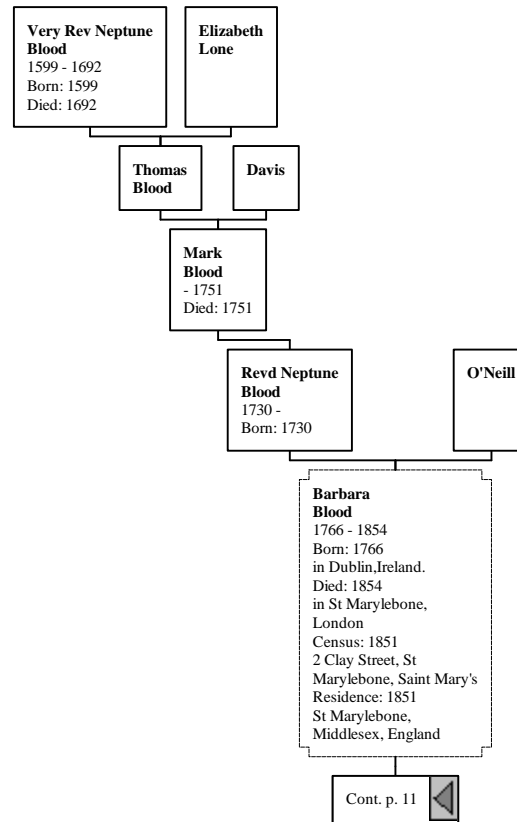 Very Rev Neptune
Blood
1599 - 1692
Born: 1599
Died: 1692
Elizabeth
Lone
Thomas
Blood
Davis
Mark
Blood
- 1751
Died: 1751
Revd Neptune
Blood
1730 -
Born: 1730
O'Neill
Barbara
Blood
1766 - 1854
Born: 1766
in Dublin,Ireland.
Died: 1854
in St Marylebone,
London
Census: 1851
2 Clay Street, St
Marylebone, Saint Mary's
Residence: 1851
St Marylebone,
Middlesex, England
Cont. p. 11